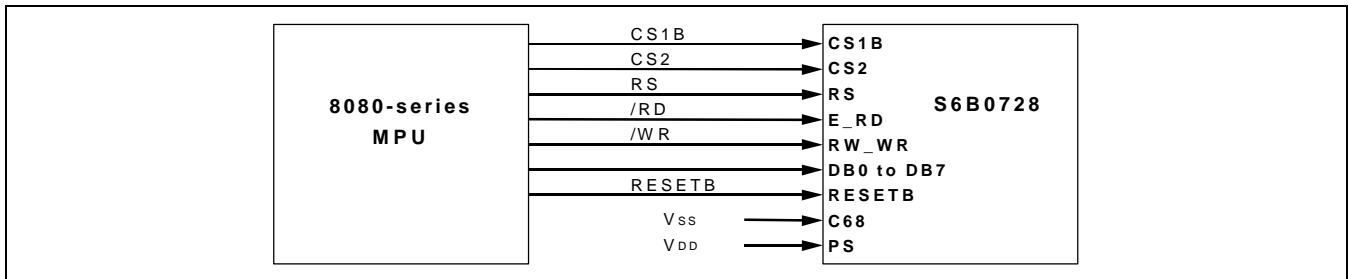 8080-series
MPU
CS1B
CS2
RS
/RD
/WR
RESETB
VSS
VDD
CS1B
CS2
RS
E_RD
RW_WR
DB0 to DB7
RESETB
C68
PS
S6B0728